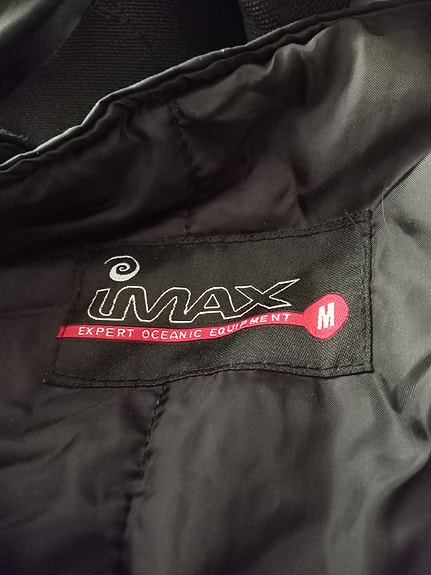 iMAX
EXPERT OCEANIC EQUIPMENT
M